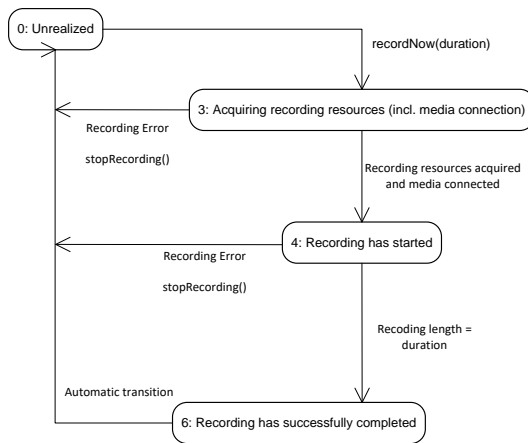 0: Unrealized
recordNow(duration)
3: Acquiring recording resources (incl. media connection)
Recording Error
stopRecording()
Recording resources acquired
and media connected
4: Recording has started
Recording Error
stopRecording()
Recoding length =
duration
Automatic transition
6: Recording has successfully completed